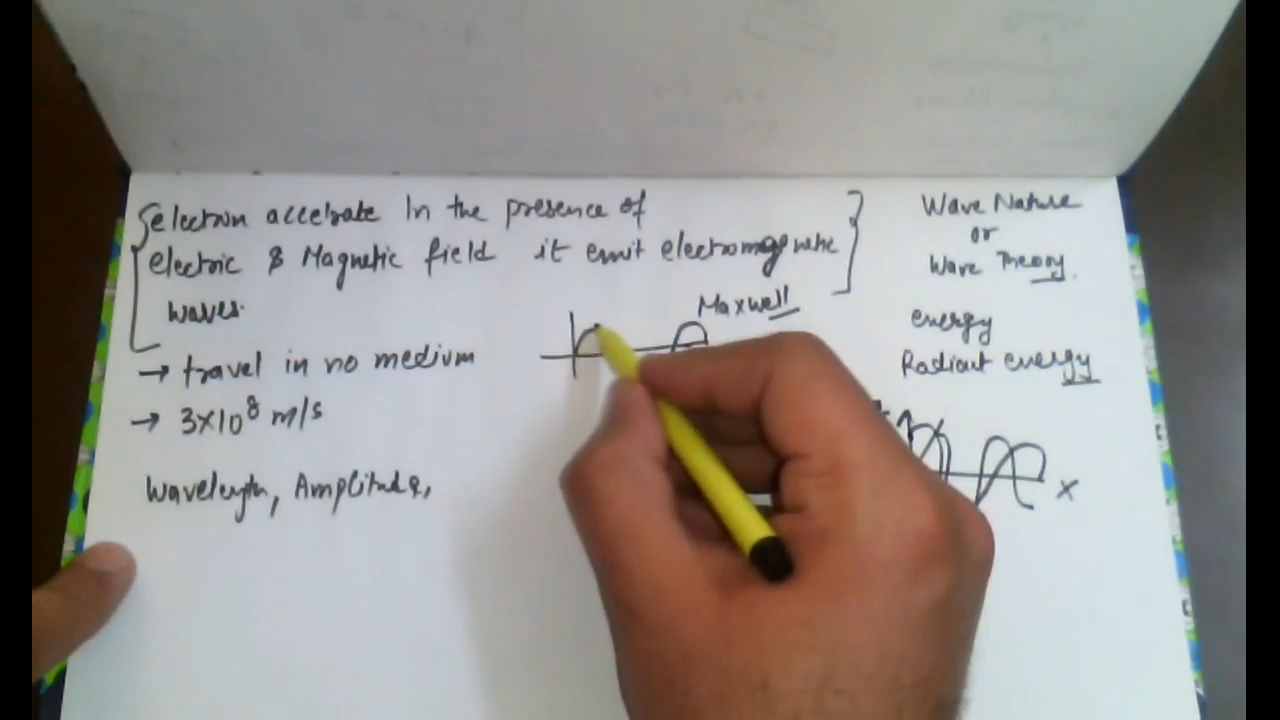 electron accelrate In the presence of
electric & Magnetic field it emit electromagnetic
waves.
Maxwell
→ travel in no medium
→ 3×10⁸ m/s
Wavelength, Amplitude,
Wave Nature
or
Wave Theory
energy
Radiant energy
x